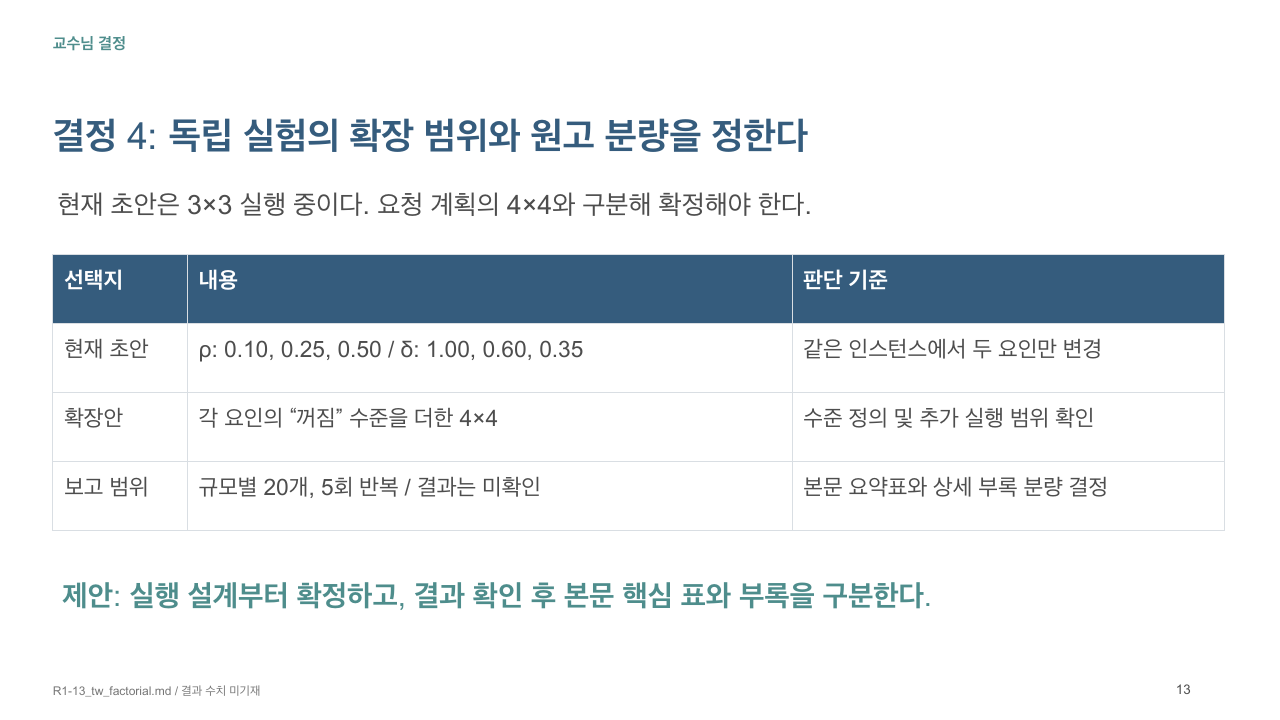 교수님 결정
결정 4: 독립 실험의 확장 범위와 원고 분량을 정한다
현재 초안은 3×3 실행 중이다. 요청 계획의 4×4와 구분해 확정해야 한다.
선택지 내용 판단 기준
현재 초안 ρ: 0.10, 0.25, 0.50 / δ: 1.00, 0.60, 0.35 같은 인스턴스에서 두 요인만 변경
확장안 각 요인의 “꺼짐” 수준을 더한 4×4 수준 정의 및 추가 실행 범위 확인
보고 범위 규모별 20개, 5회 반복 / 결과는 미확인 본문 요약표와 상세 부록 분량 결정
제안: 실행 설계부터 확정하고, 결과 확인 후 본문 핵심 표와 부록을 구분한다.
R1-13_tw_factorial.md / 결과 수치 미기재
13